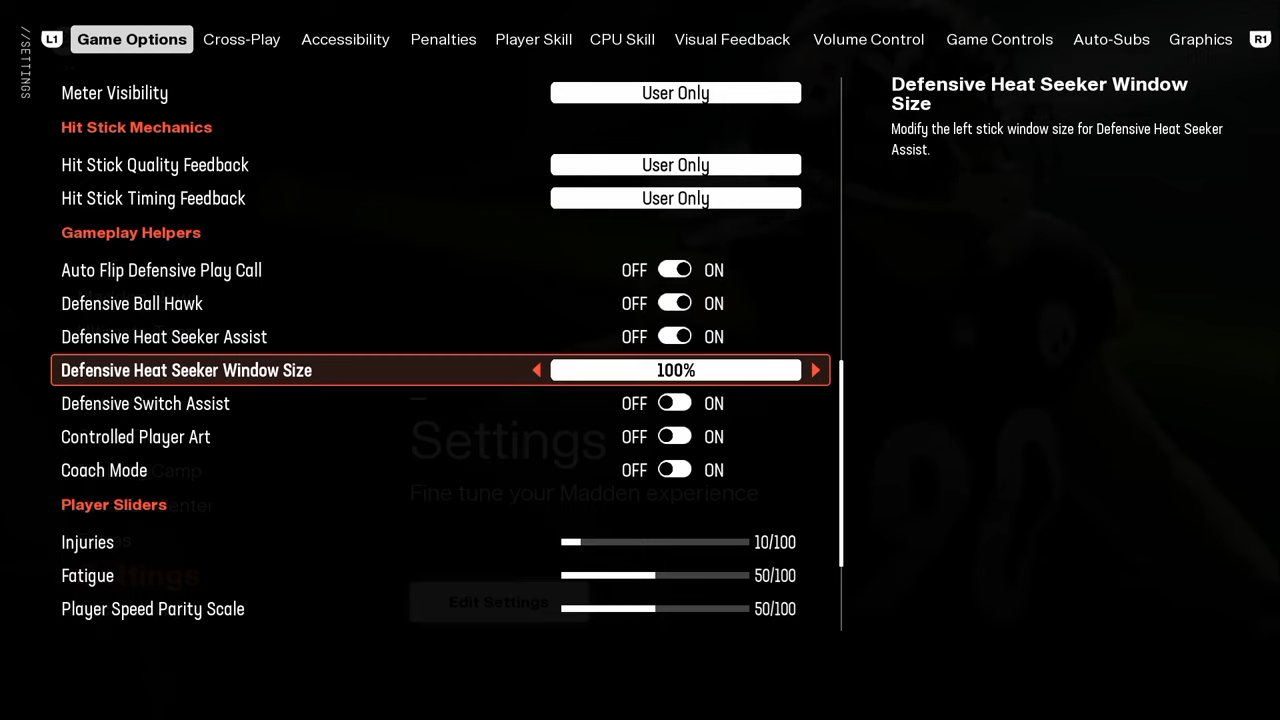 //SETTINGS
L1 Game Options Cross-Play Accessibility Penalties Player Skill CPU Skill Visual Feedback Volume Control Game Controls Auto-Subs Graphics R1
Meter Visibility User Only
Hit Stick Mechanics
Hit Stick Quality Feedback User Only
Hit Stick Timing Feedback User Only
Gameplay Helpers
Auto Flip Defensive Play Call OFF ON
Defensive Ball Hawk OFF ON
Defensive Heat Seeker Assist OFF ON
Defensive Heat Seeker Window Size 100%
Defensive Switch Assist OFF ON
Controlled Player Art OFF ON
Coach Mode OFF ON
Player Sliders
Injuries 10/100
Fatigue 50/100
Player Speed Parity Scale 50/100
Defensive Heat Seeker Window
Size
Modify the left stick window size for Defensive Heat Seeker
Assist.
Settings
Fine tune your Madden experience
Edit Settings
Camp